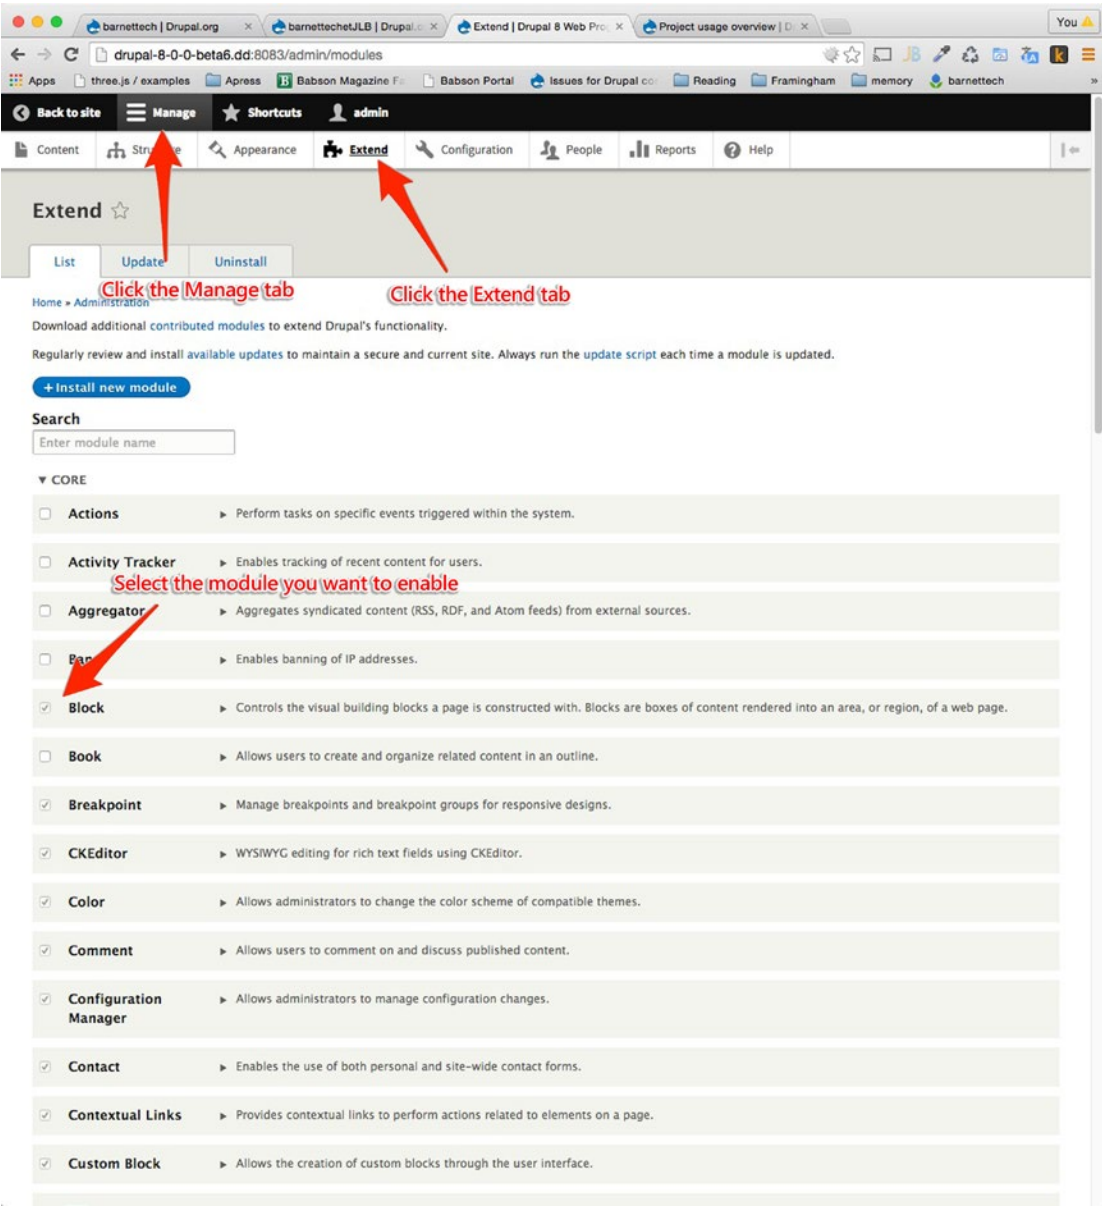 barnettech | Drupal.org
barnettechetJLB | Drupal.o
Extend | Drupal 8 Web Pro
Project usage overview | D
You
drupal-8-0-0-beta6.dd:8083/admin/modules
Apps
three.js / examples
Apress
Babson Magazine Fa
Babson Portal
Issues for Drupal co
Reading
Framingham
memory
barnettech
»
Back to site
Manage
Shortcuts
admin
Content
Appearance
Extend
Configuration
People
Reports
Help
Extend
List
Update
Uninstall
Click the Manage tab
Click the Extend tab
Home » Administration
Download additional contributed modules to extend Drupal's functionality.
Regularly review and install available updates to maintain a secure and current site. Always run the update script each time a module is updated.
+Install new module
Search
Enter module name
▼ CORE
Actions ▶ Perform tasks on specific events triggered within the system.
Activity Tracker ▶ Enables tracking of recent content for users.
Select the module you want to enable
Aggregator ▶ Aggregates syndicated content (RSS, RDF, and Atom feeds) from external sources.
Ban ▶ Enables banning of IP addresses.
Block ▶ Controls the visual building blocks a page is constructed with. Blocks are boxes of content rendered into an area, or region, of a web page.
Book ▶ Allows users to create and organize related content in an outline.
Breakpoint ▶ Manage breakpoints and breakpoint groups for responsive designs.
CKEditor ▶ WYSIWYG editing for rich text fields using CKEditor.
Color ▶ Allows administrators to change the color scheme of compatible themes.
Comment ▶ Allows users to comment on and discuss published content.
Configuration ▶ Allows administrators to manage configuration changes.
Manager
Contact ▶ Enables the use of both personal and site-wide contact forms.
Contextual Links ▶ Provides contextual links to perform actions related to elements on a page.
Custom Block ▶ Allows the creation of custom blocks through the user interface.